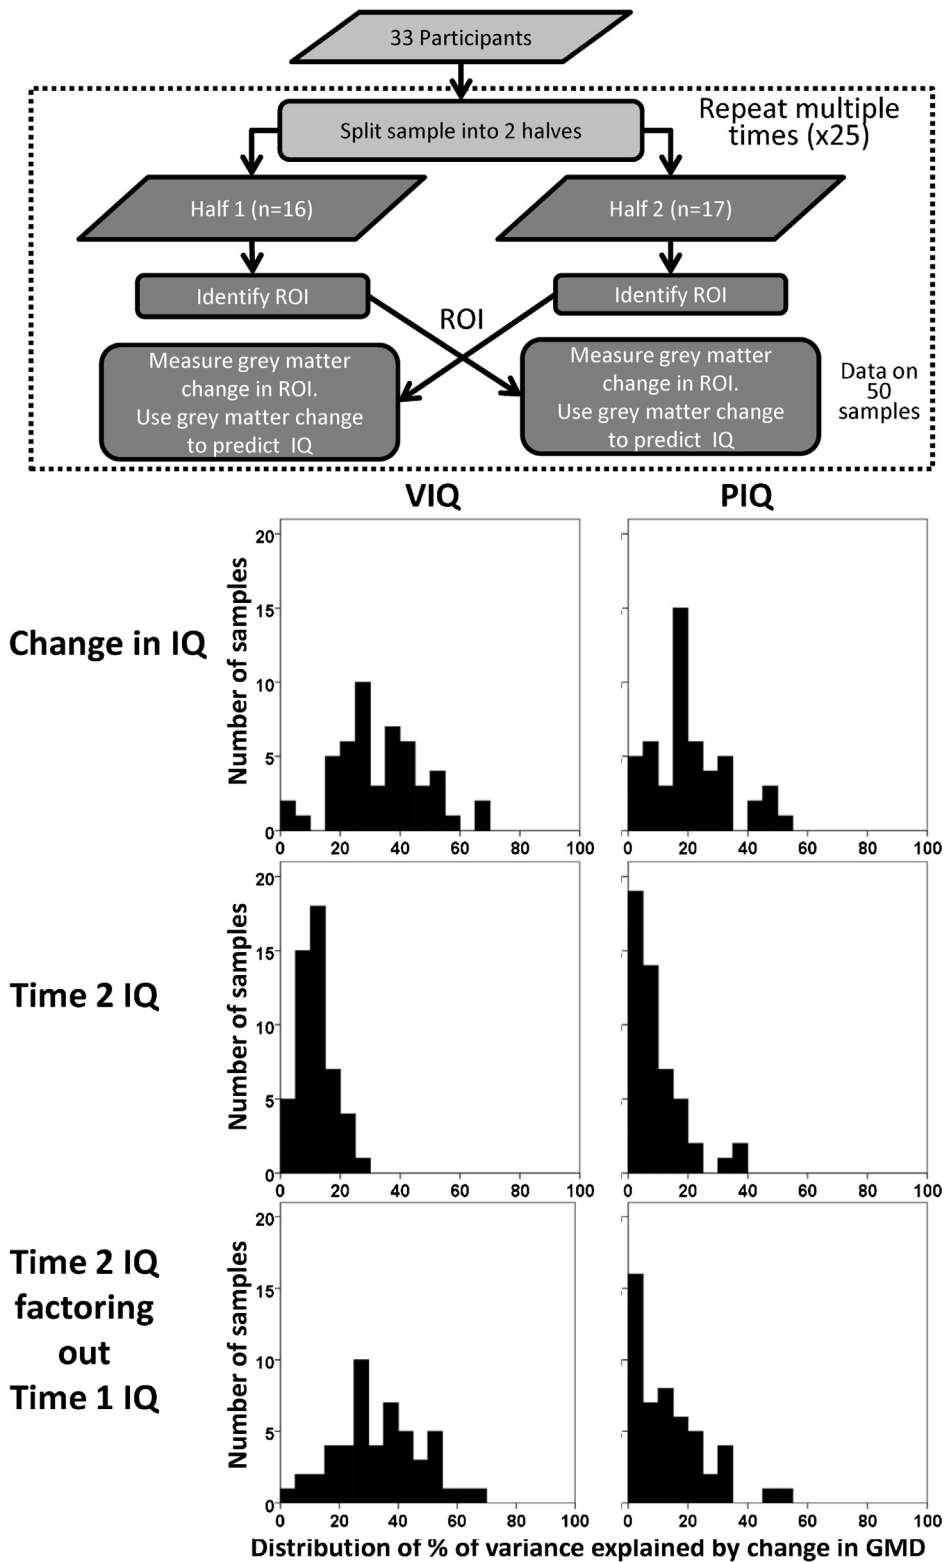 33 Participants
Split sample into 2 halves
Repeat multiple
times (x25)
Half 1 (n=16)
Half 2 (n=17)
Identify ROI
Identify ROI
ROI
Measure grey matter
change in ROI.
Use grey matter change
to predict IQ
Measure grey matter
change in ROI.
Use grey matter change
to predict IQ
Data on
50
samples
VIQ
PIQ
Change in IQ
Number of samples
20
15
10
5
0
0 20 40 60 80 100
0 20 40 60 80 100
Time 2 IQ
Number of samples
20
15
10
5
0
0 20 40 60 80 100
0 20 40 60 80 100
Time 2 IQ
factoring
out
Time 1 IQ
Number of samples
20
15
10
5
0
0 20 40 60 80 100
0 20 40 60 80 100
Distribution of % of variance explained by change in GMD